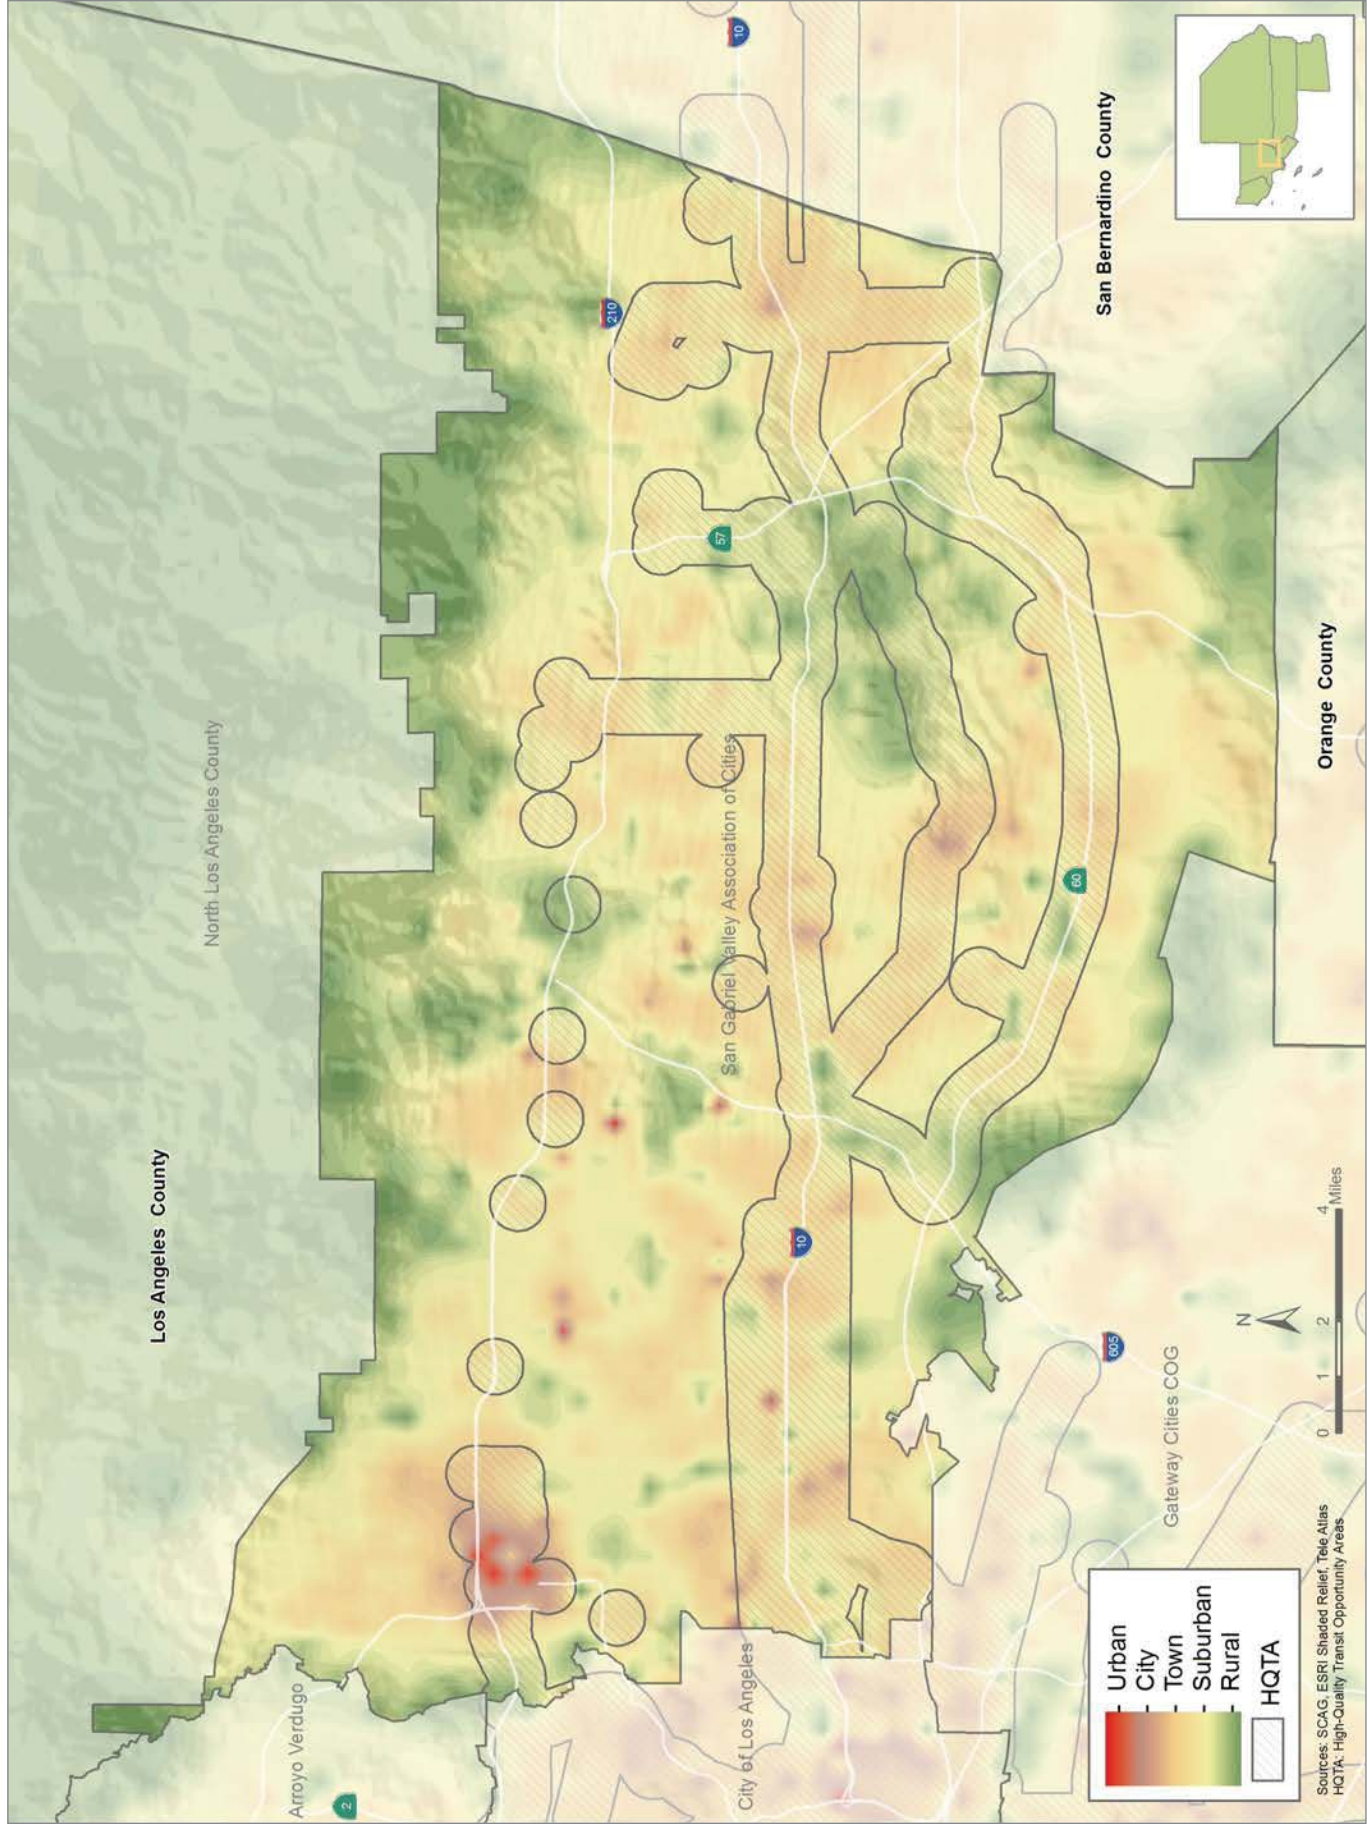 Los Angeles County
North Los Angeles County
Arroyo Verdugo
2
210
57
10
San Gabriel Valley Association of Cities
10
60
City of Los Angeles
San Bernardino County
605
Gateway Cities COG
Orange County
Urban
City
Town
Suburban
Rural
HQTA
N
0 1 2 4
Miles
Sources: SCAG, ESRI Shaded Relief, Tele Atlas
HQTA: High-Quality Transit Opportunity Areas